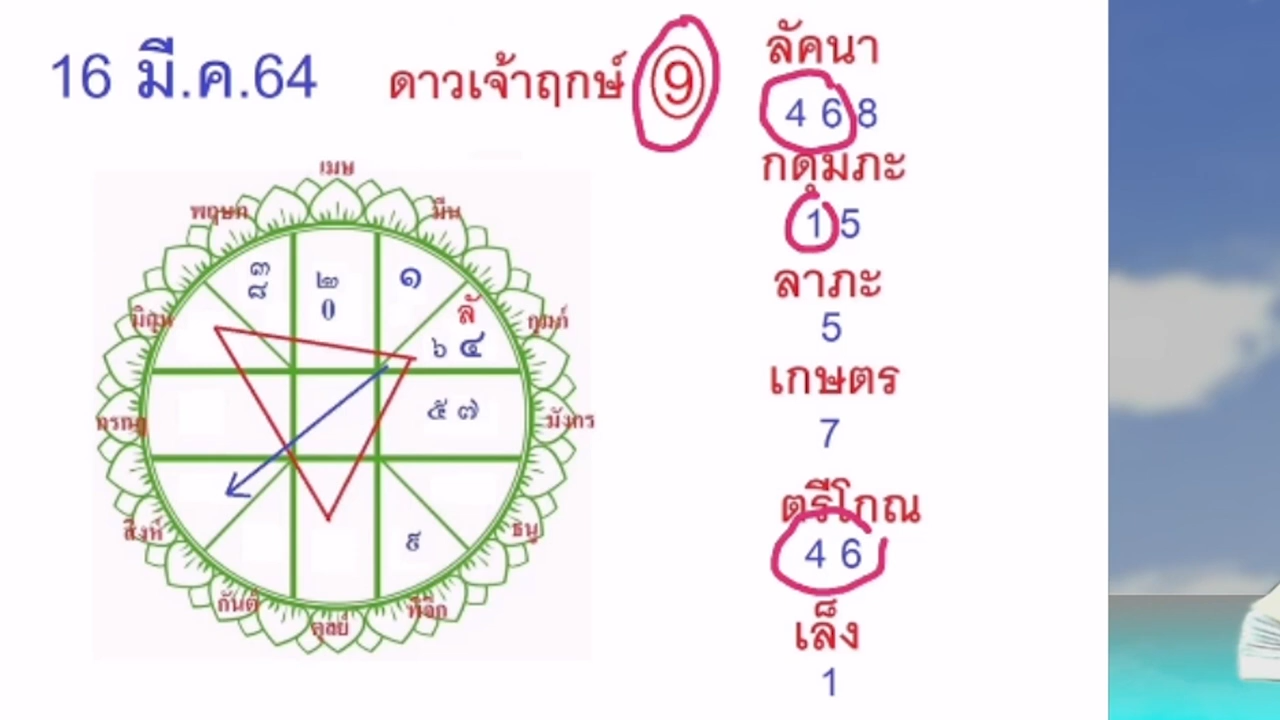 16 มี.ค.64
ดาวเจ้าฤกษ์ 9
ลัคนา
4 6 8
กดุมภะ
1 5
ลาภะ
5
เกษตร
7
ตรีโกณ
4 6
เล็ง
1
เมษ
พฤษภ
มีน
มิถุน
กุมภ์
กรกฎ
มังกร
สิงห์
ธนู
กันย์
พิจิก
ตุลย์
๓
๘
๒
0
๑
ลั
๖ ๔
๕ ๗
๙